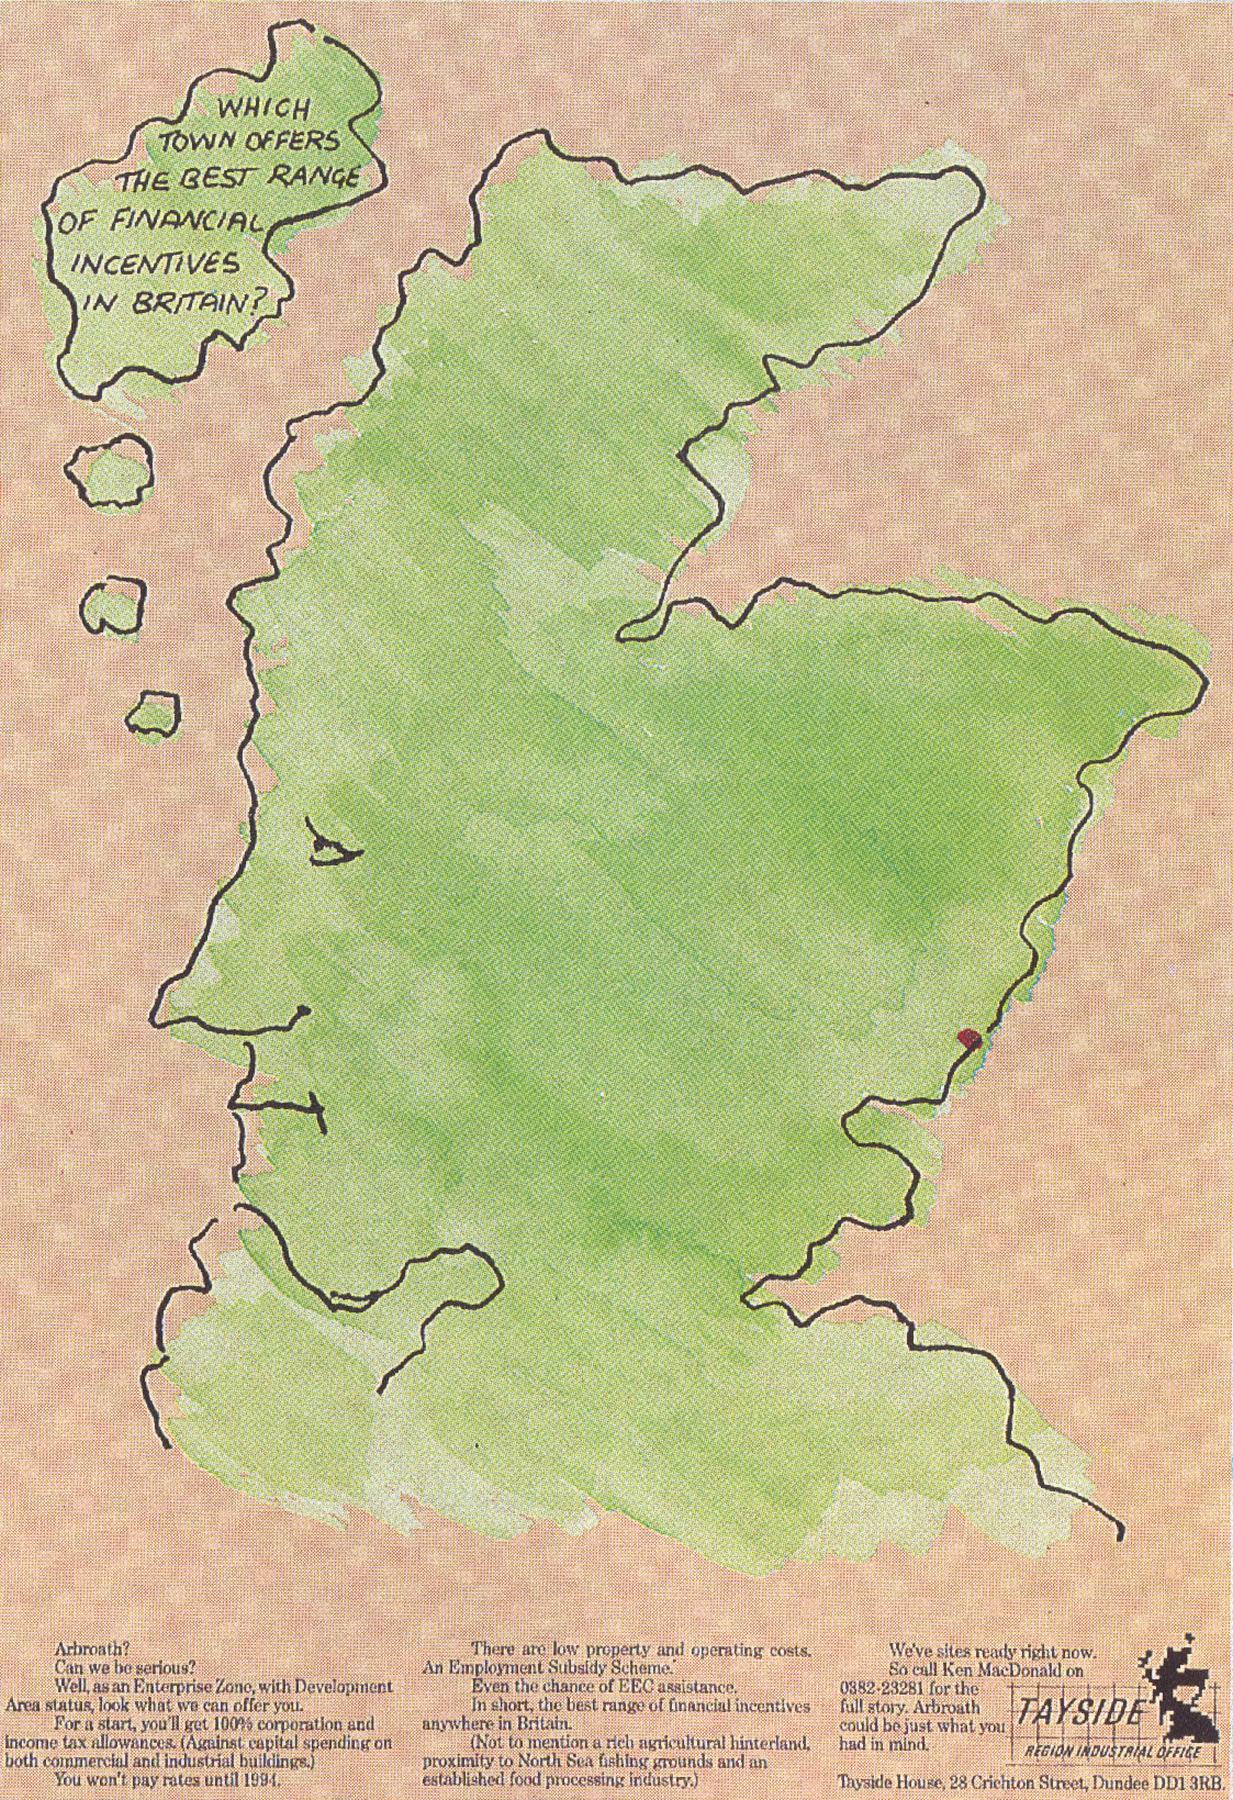 WHICH
TOWN OFFERS
THE BEST RANGE
OF FINANCIAL
INCENTIVES
IN BRITAIN?
Arbroath?
Can we be serious?
Well, as an Enterprise Zone, with Development
Area status, look what we can offer you.
For a start, you'll get 100% corporation and
income tax allowances. (Against capital spending on
both commercial and industrial buildings.)
You won't pay rates until 1994.
There are low property and operating costs.
An Employment Subsidy Scheme.
Even the chance of EEC assistance.
In short, the best range of financial incentives
anywhere in Britain.
(Not to mention a rich agricultural hinterland,
proximity to North Sea fishing grounds and an
established food processing industry.)
We've sites ready right now.
So call Ken MacDonald on
0382-23281 for the
full story. Arbroath
could be just what you
had in mind.
TAYSIDE
REGION INDUSTRIAL OFFICE
Tayside House, 28 Crichton Street, Dundee DD1 3RB.